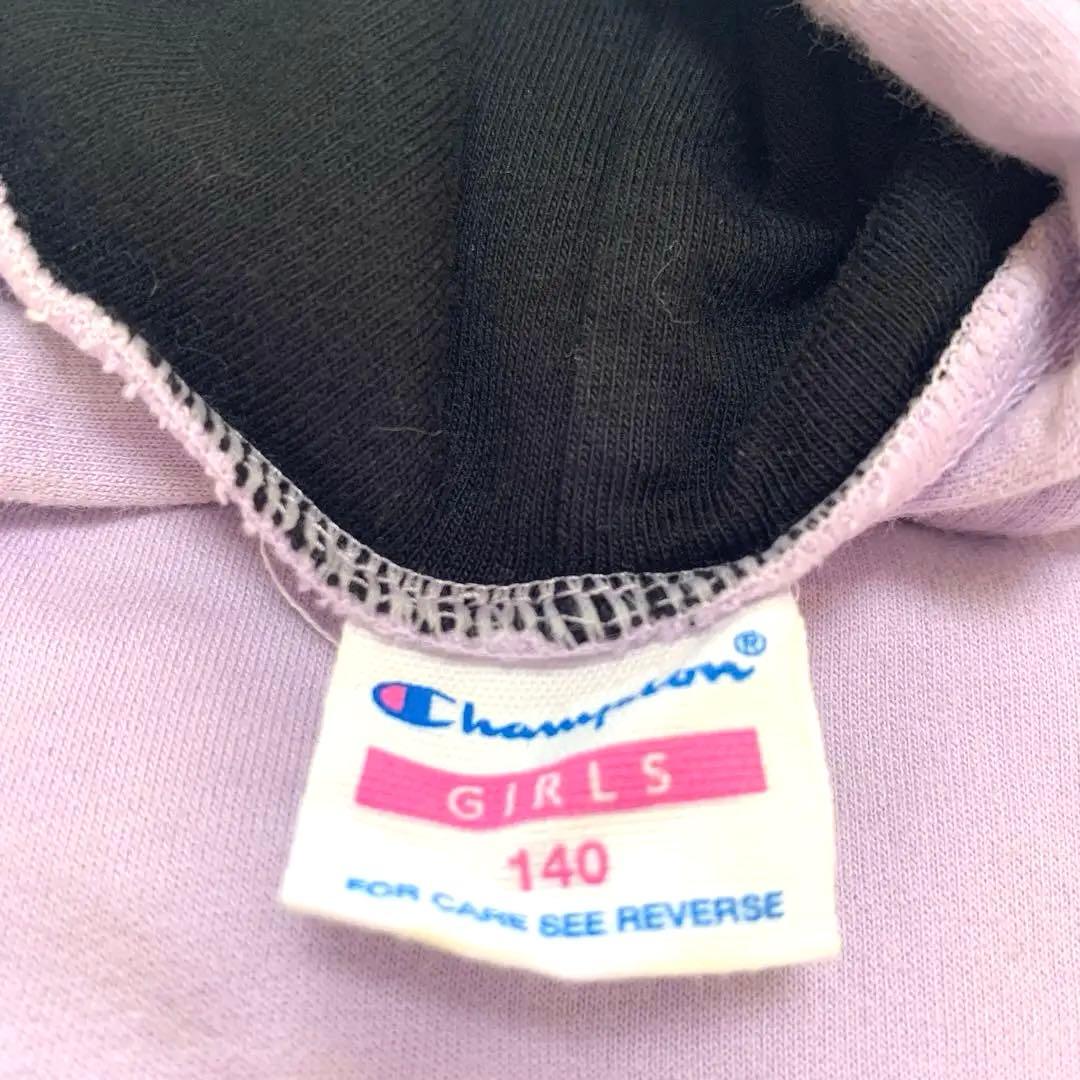 Champion®
GIRLS
140
FOR CARE SEE REVERSE